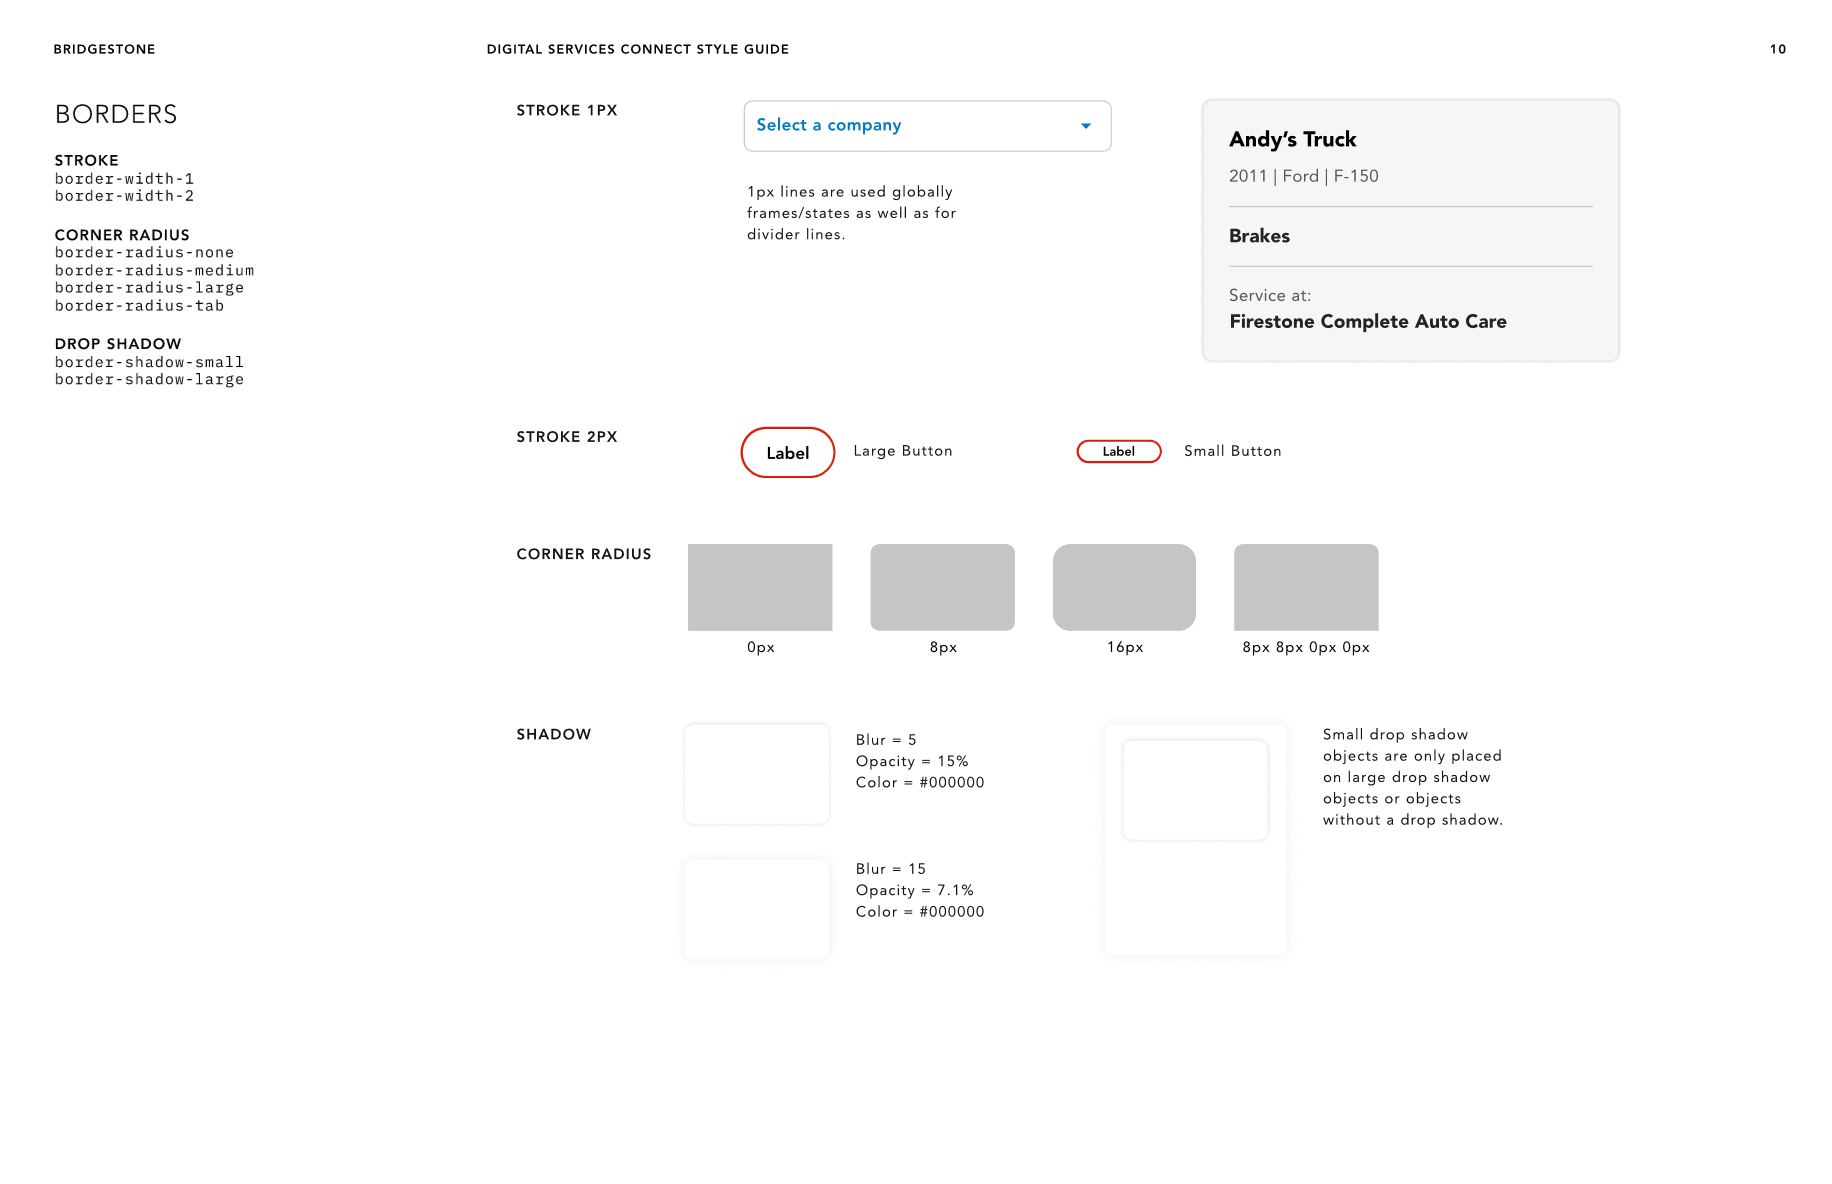 BRIDGESTONE
DIGITAL SERVICES CONNECT STYLE GUIDE
10
BORDERS
STROKE
border-width-1
border-width-2
CORNER RADIUS
border-radius-none
border-radius-medium
border-radius-large
border-radius-tab
DROP SHADOW
border-shadow-small
border-shadow-large
STROKE 1PX
Select a company
1px lines are used globally
frames/states as well as for
divider lines.
Andy’s Truck
2011 | Ford | F-150
Brakes
Service at:
Firestone Complete Auto Care
STROKE 2PX
Label
Large Button
Label
Small Button
CORNER RADIUS
0px
8px
16px
8px 8px 0px 0px
SHADOW
Blur = 5
Opacity = 15%
Color = #000000
Blur = 15
Opacity = 7.1%
Color = #000000
Small drop shadow
objects are only placed
on large drop shadow
objects or objects
without a drop shadow.